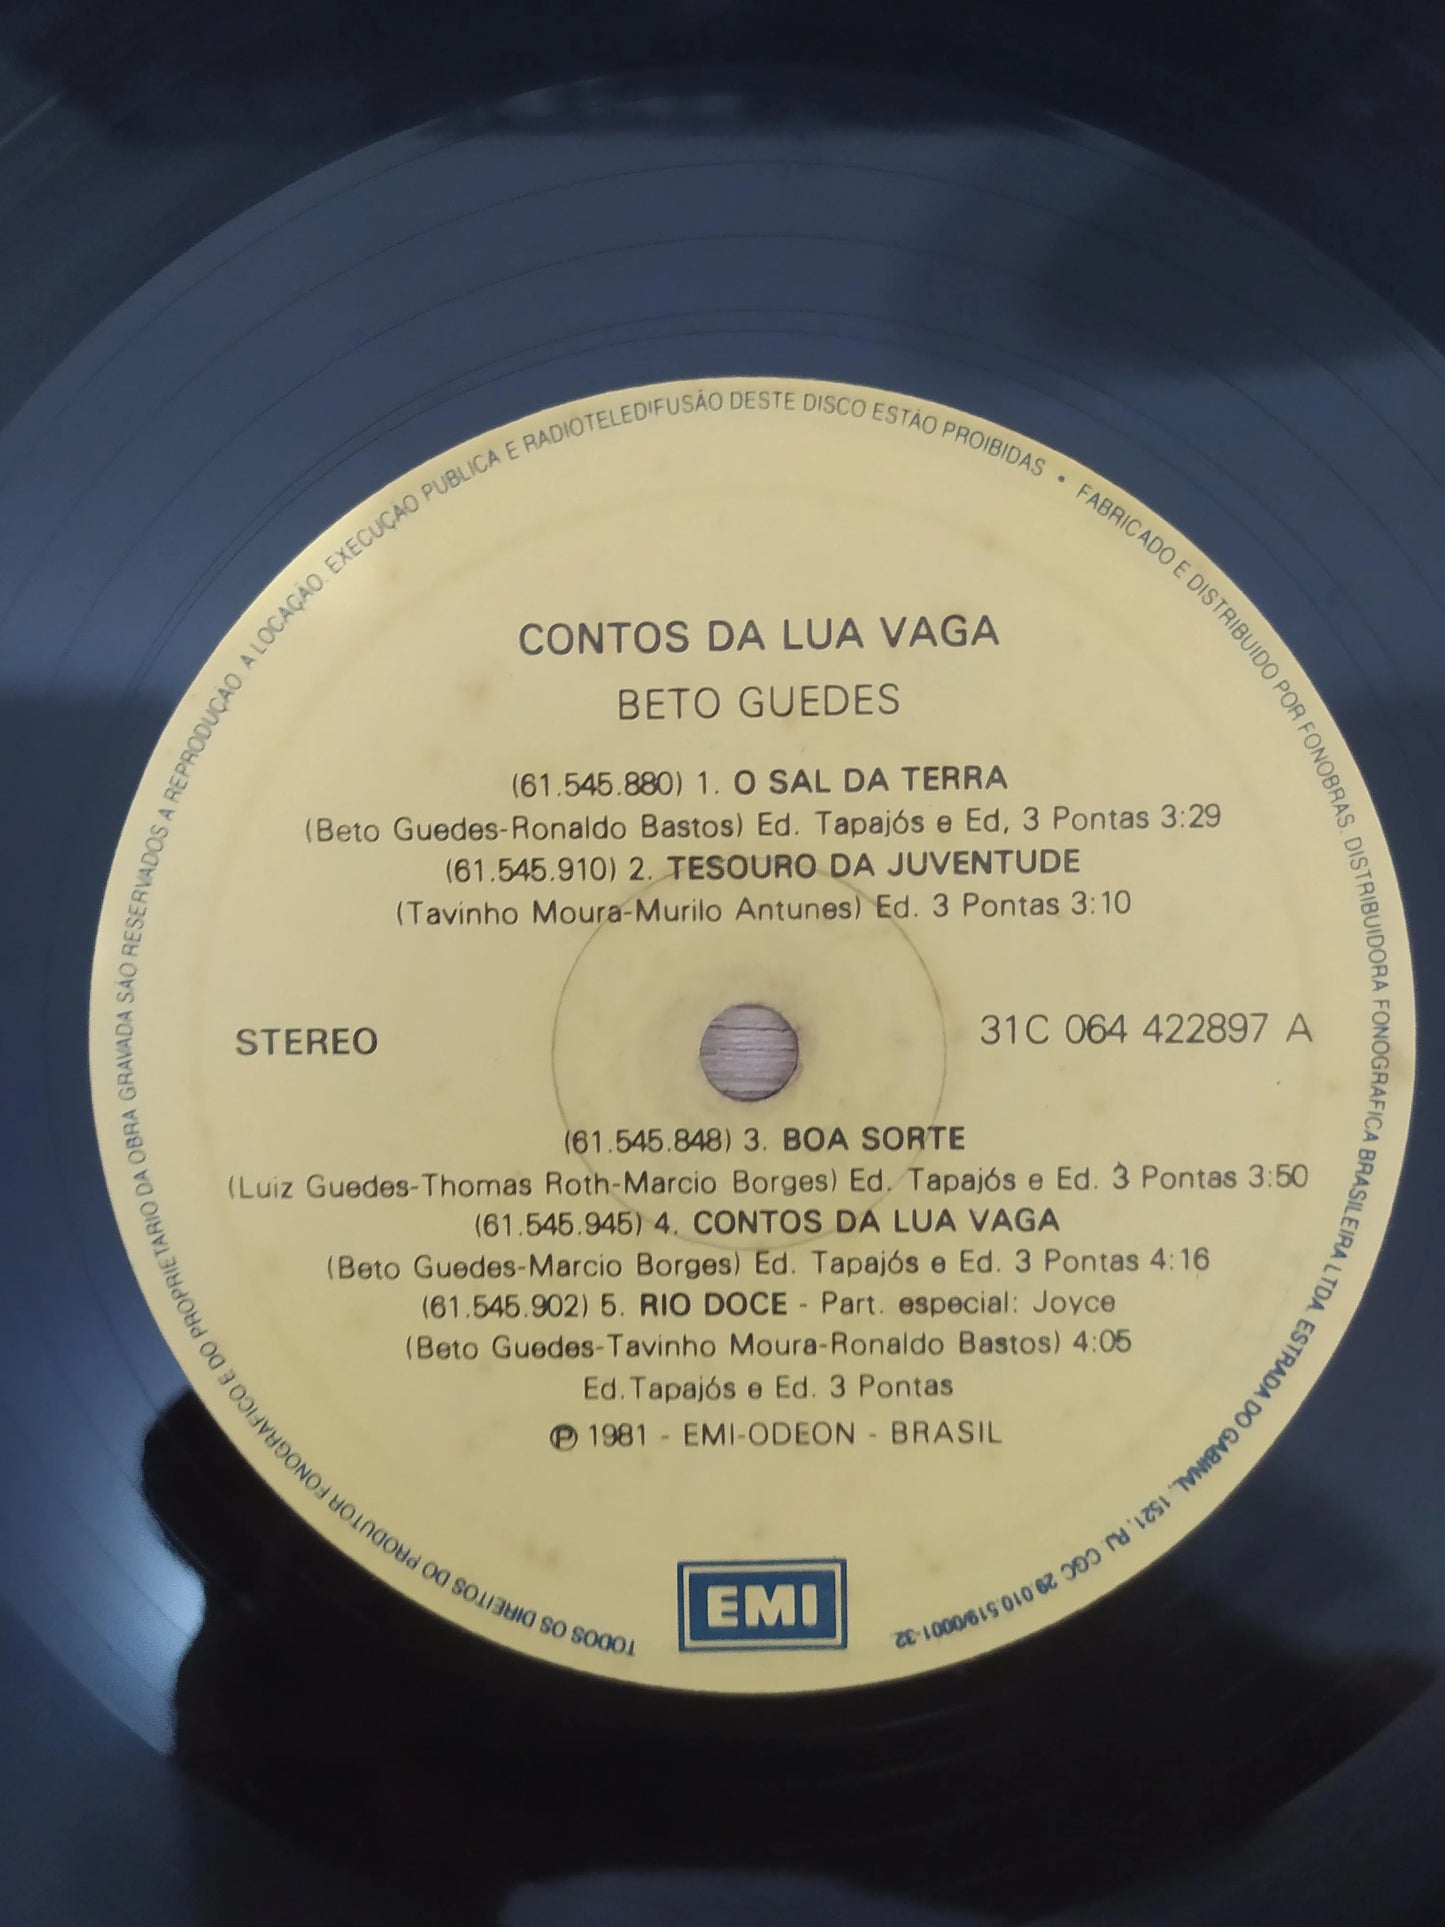 CONTOS DA LUA VAGA
BETO GUEDES
(61.545.880) 1. O SAL DA TERRA
(Beto Guedes-Ronaldo Bastos) Ed. Tapajós e Ed, 3 Pontas 3:29
(61.545.910) 2. TESOURO DA JUVENTUDE
(Tavinho Moura-Murilo Antunes) Ed. 3 Pontas 3:10
STEREO
31C 064 422897 A
(61.545.848) 3. BOA SORTE
(Luiz Guedes-Thomas Roth-Marcio Borges) Ed. Tapajós e Ed. 3 Pontas 3:50
(61.545.945) 4. CONTOS DA LUA VAGA
(Beto Guedes-Marcio Borges) Ed. Tapajós e Ed. 3 Pontas 4:16
(61.545.902) 5. RIO DOCE - Part. especial: Joyce
(Beto Guedes-Tavinho Moura-Ronaldo Bastos) 4:05
Ed.Tapajós e Ed. 3 Pontas
℗ 1981 - EMI-ODEON - BRASIL
EMI
TODOS OS DIREITOS DO PRODUTOR FONOGRAFICO E DO PROPRIETARIO DA OBRA GRAVADA SÃO RESERVADOS A REPRODUÇÃO A LOCAÇÃO. EXECUÇÃO PUBLICA E RADIOTELEDIFUSÃO DESTE DISCO ESTÃO PROIBIDAS • FABRICADO E DISTRIBUIDO POR FONOBRAS. DISTRIBUIDORA FONOGRAFICA BRASILEIRA LTDA. ESTRADA DO GABINAL, 1521, RJ. CGC 29.010.519/0001-32